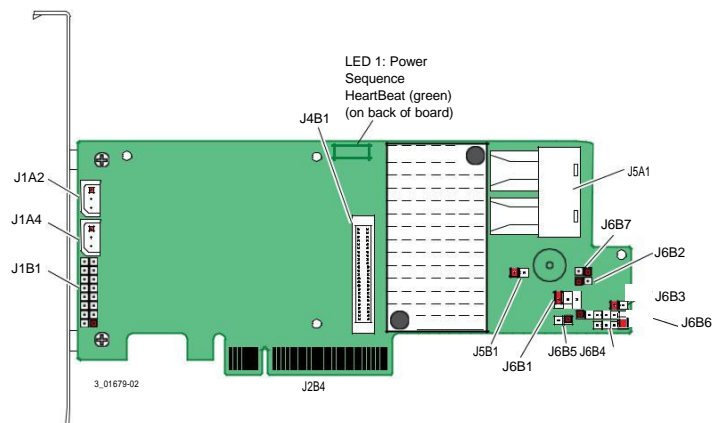 LED 1: Power
Sequence
HeartBeat (green)
(on back of board)
J4B1
J5A1
J1A2
J1A4
J1B1
J6B7
J6B2
J6B3
J6B6
J5B1
J6B5
J6B4
J6B1
3_01679-02
J2B4